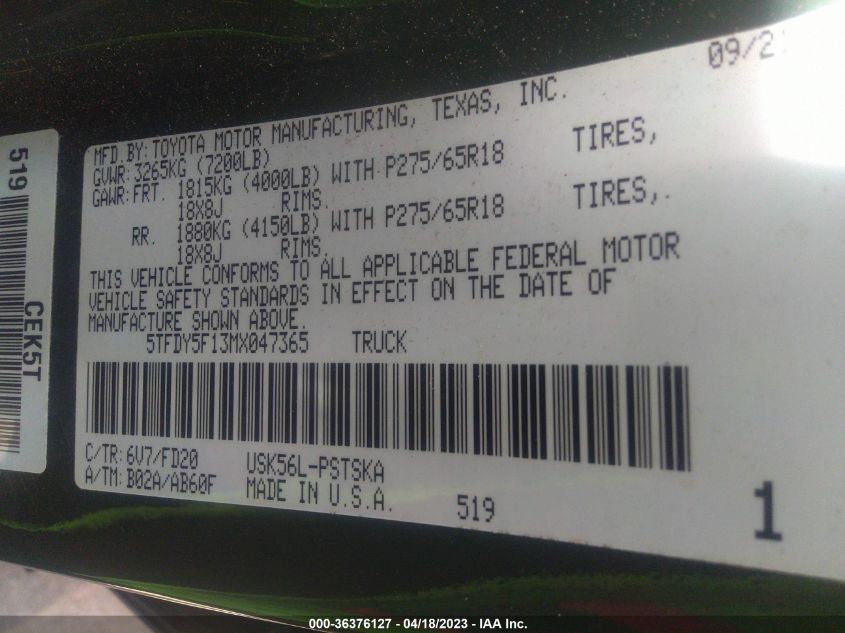 09/21
MFD.BY:TOYOTA MOTOR MANUFACTURING, TEXAS, INC.
GVWR:3265KG (7200LB)
GAWR:FRT. 1815KG (4000LB) WITH P275/65R18 TIRES,
18X8J RIMS.
RR. 1880KG (4150LB) WITH P275/65R18 TIRES,.
18X8J RIMS.
THIS VEHICLE CONFORMS TO ALL APPLICABLE FEDERAL MOTOR
VEHICLE SAFETY STANDARDS IN EFFECT ON THE DATE OF
MANUFACTURE SHOWN ABOVE.
5TFDY5F13MX047365 TRUCK
C/TR: 6V7/FD20 USK56L-PSTSKA
A/TM: B02A/AB60F MADE IN U.S.A. 519
1
519
CEK5T
000-36376127 - 04/18/2023 - IAA Inc.